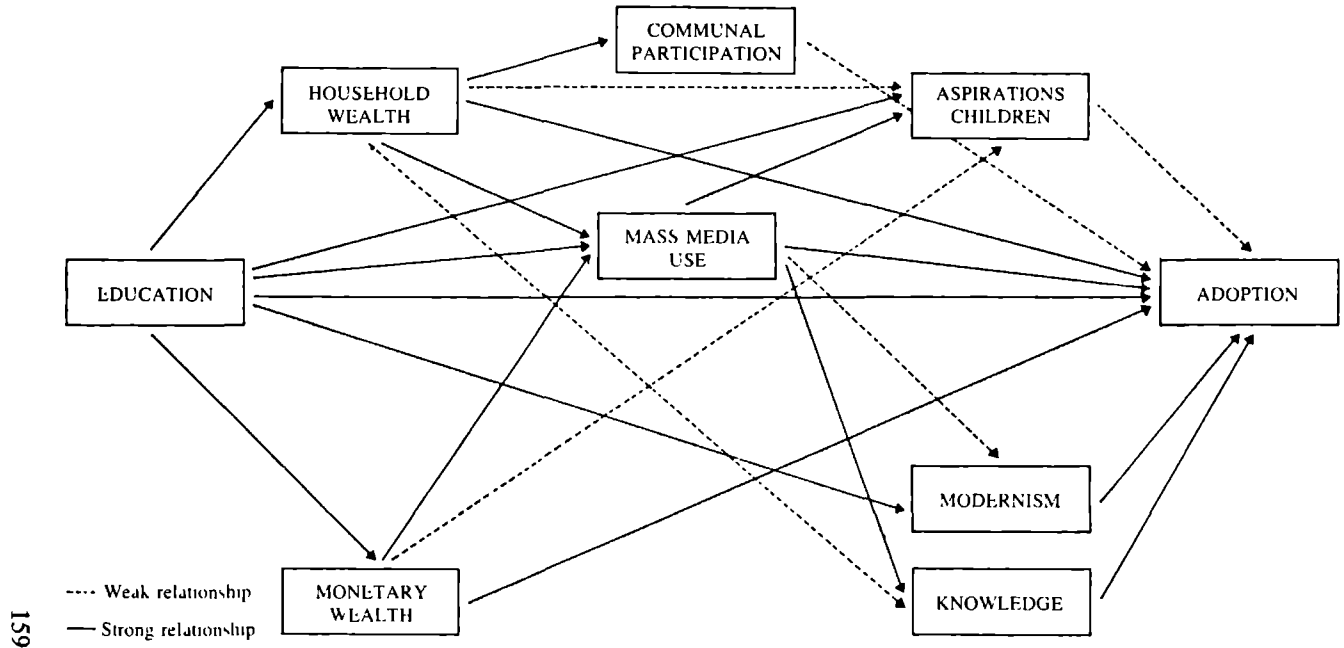 COMMUNAL
PARTICIPATION
HOUSEHOLD
WEALTH
ASPIRATIONS
CHILDREN
MASS MEDIA
USE
EDUCATION
ADOPTION
MODERNISM
MONETARY
WEALTH
KNOWLEDGE
Weak relationship
Strong relationship
159